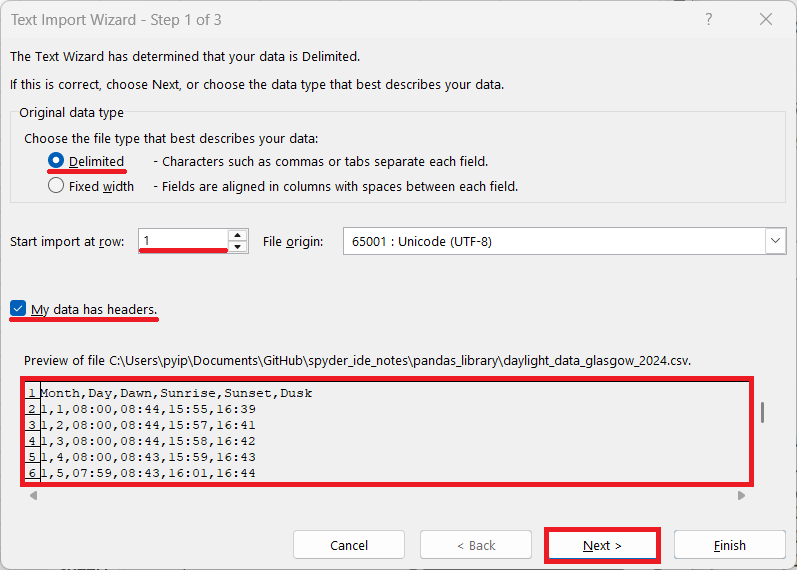 Text Import Wizard - Step 1 of 3 ?
The Text Wizard has determined that your data is Delimited.
If this is correct, choose Next, or choose the data type that best describes your data.
Original data type
Choose the file type that best describes your data:
Delimited - Characters such as commas or tabs separate each field.
Fixed width - Fields are aligned in columns with spaces between each field.
Start import at row: 1 File origin: 65001 : Unicode (UTF-8)
My data has headers.
Preview of file C:\Users\pyip\Documents\GitHub\spyder_ide_notes\pandas_library\daylight_data_glasgow_2024.csv.
1 Month,Day,Dawn,Sunrise,Sunset,Dusk
2 1,1,08:00,08:44,15:55,16:39
3 1,2,08:00,08:44,15:57,16:41
4 1,3,08:00,08:44,15:58,16:42
5 1,4,08:00,08:43,15:59,16:43
6 1,5,07:59,08:43,16:01,16:44
Cancel < Back Next > Finish